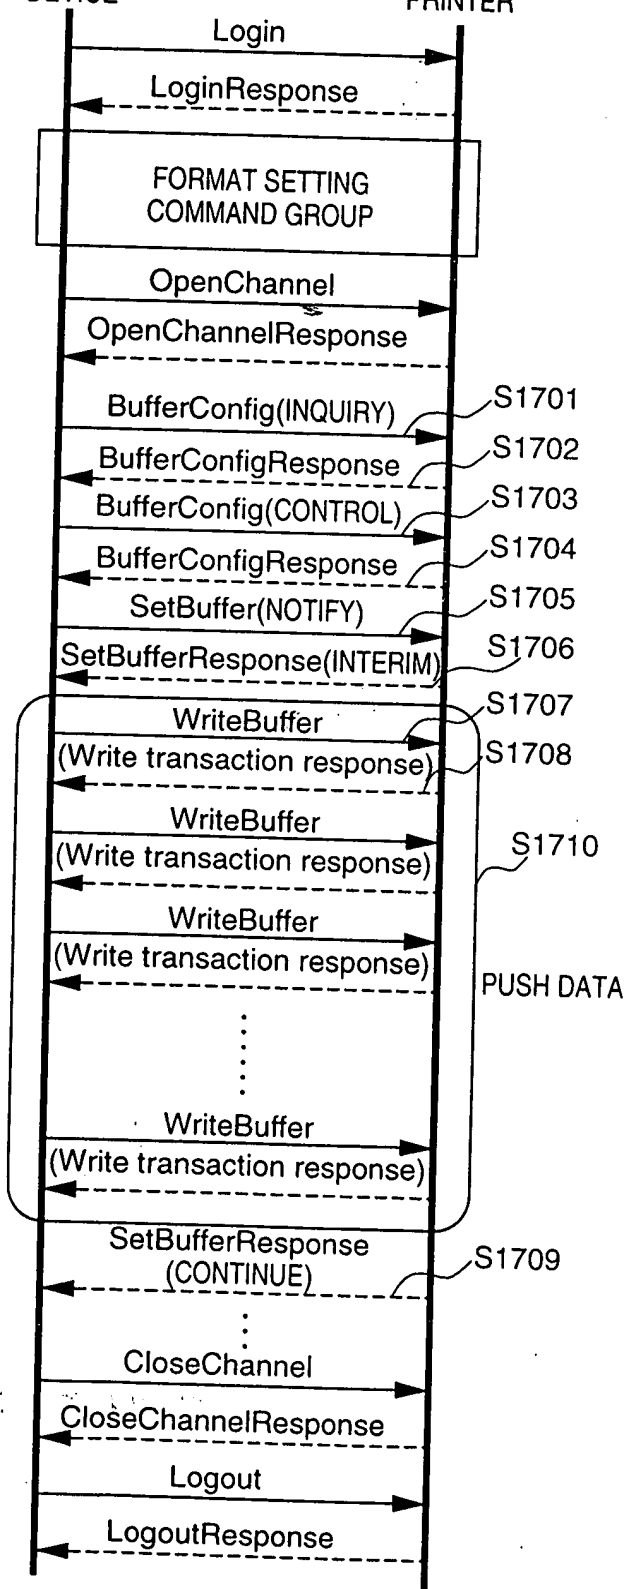 DEVICE
PRINTER
Login
LoginResponse
FORMAT SETTING
COMMAND GROUP
OpenChannel
OpenChannelResponse
BufferConfig(INQUIRY)
S1701
BufferConfigResponse
S1702
BufferConfig(CONTROL)
S1703
BufferConfigResponse
S1704
SetBuffer(NOTIFY)
S1705
SetBufferResponse(INTERIM)
S1706
WriteBuffer
S1707
(Write transaction response)
S1708
WriteBuffer
(Write transaction response)
S1710
WriteBuffer
(Write transaction response)
PUSH DATA
WriteBuffer
(Write transaction response)
SetBufferResponse
(CONTINUE)
S1709
CloseChannel
CloseChannelResponse
Logout
LogoutResponse